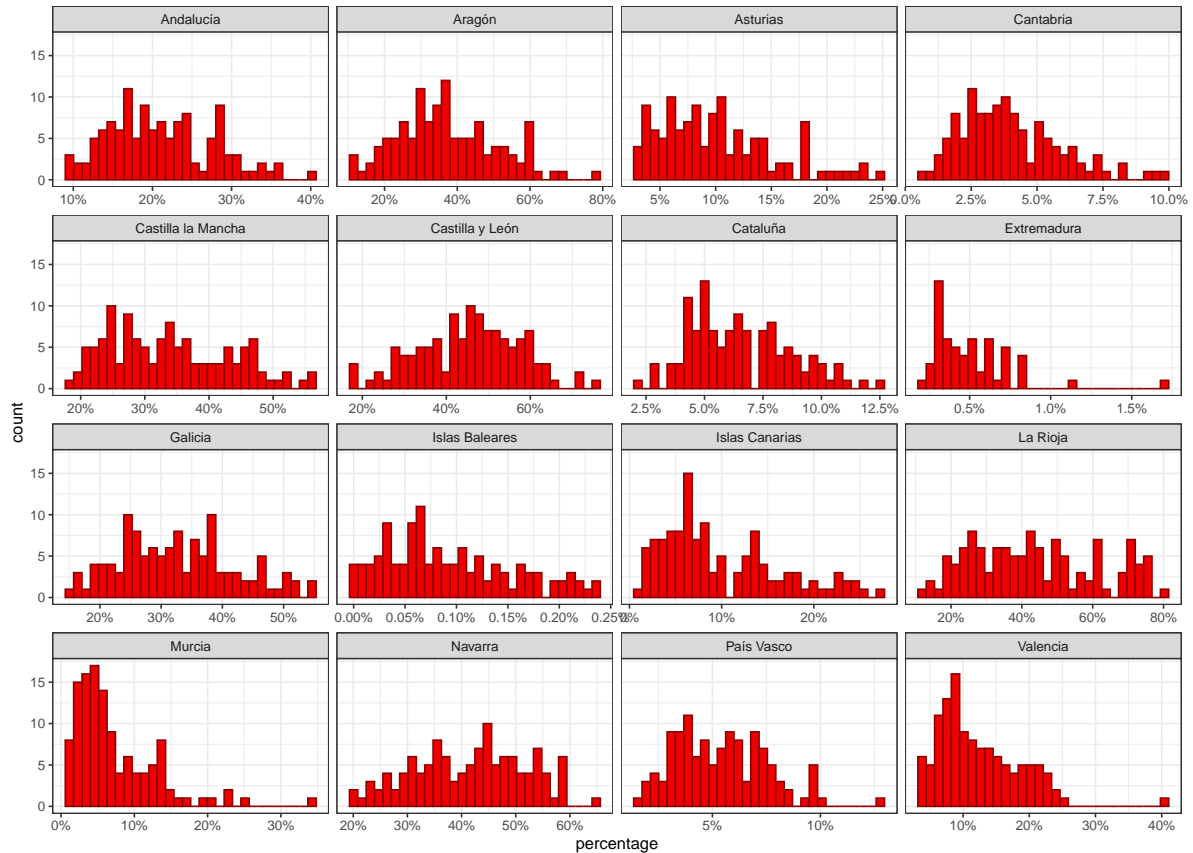 Andalucía Aragón Asturias Cantabria
15
10
5
0
10% 20% 30% 40% 20% 40% 60% 80% 5% 10% 15% 20% 25% 0.0% 2.5% 5.0% 7.5% 10.0%
Castilla la Mancha Castilla y León Cataluña Extremadura
15
10
5
0
20% 30% 40% 50% 20% 40% 60% 2.5% 5.0% 7.5% 10.0% 12.5% 0.5% 1.0% 1.5%
count
Galicia Islas Baleares Islas Canarias La Rioja
15
10
5
0
20% 30% 40% 50% 0.00% 0.05% 0.10% 0.15% 0.20% 0.25% 0% 10% 20% 20% 40% 60% 80%
Murcia Navarra País Vasco Valencia
15
10
5
0
0% 10% 20% 30% 20% 30% 40% 50% 60% 5% 10% 10% 20% 30% 40%
percentage